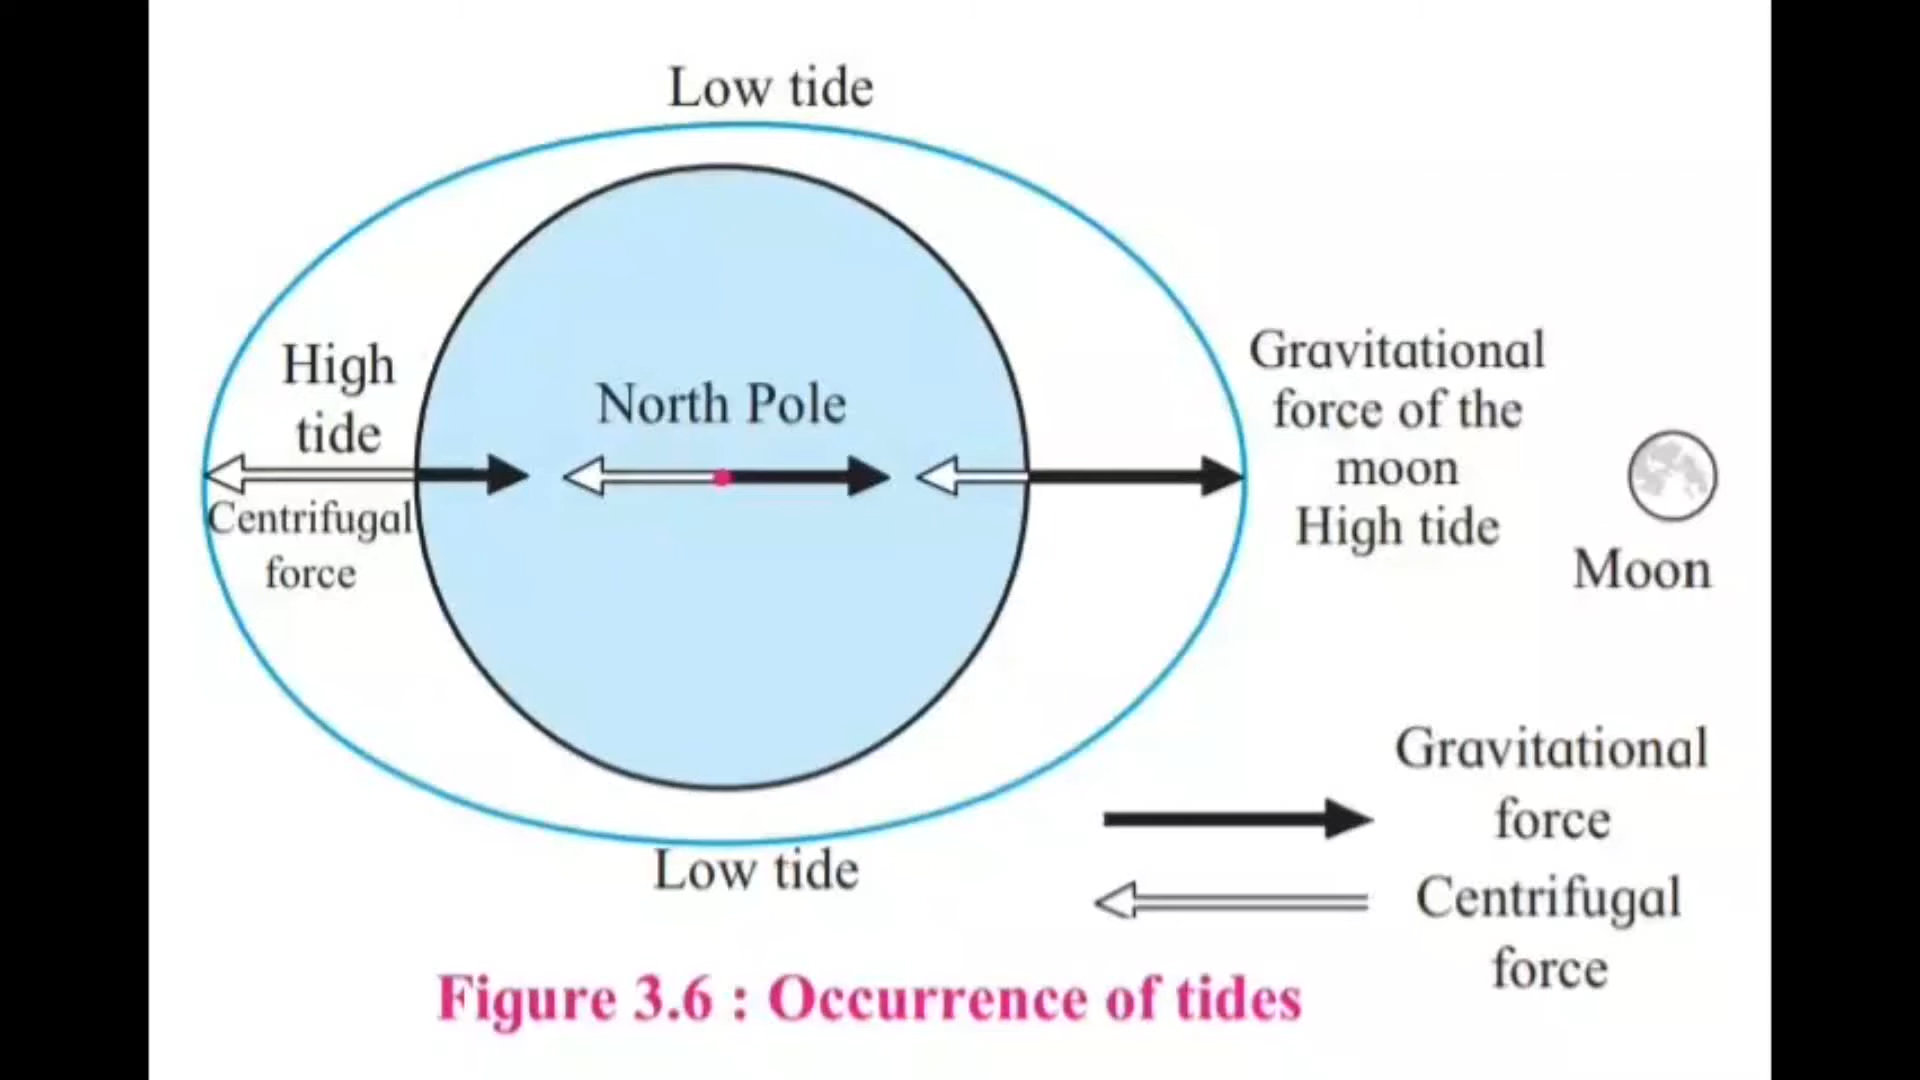 Low tide
High
tide
Centrifugal
force
North Pole
Gravitational
force of the
moon
High tide
Moon
Gravitational
force
Centrifugal
force
Low tide
Figure 3.6 : Occurrence of tides